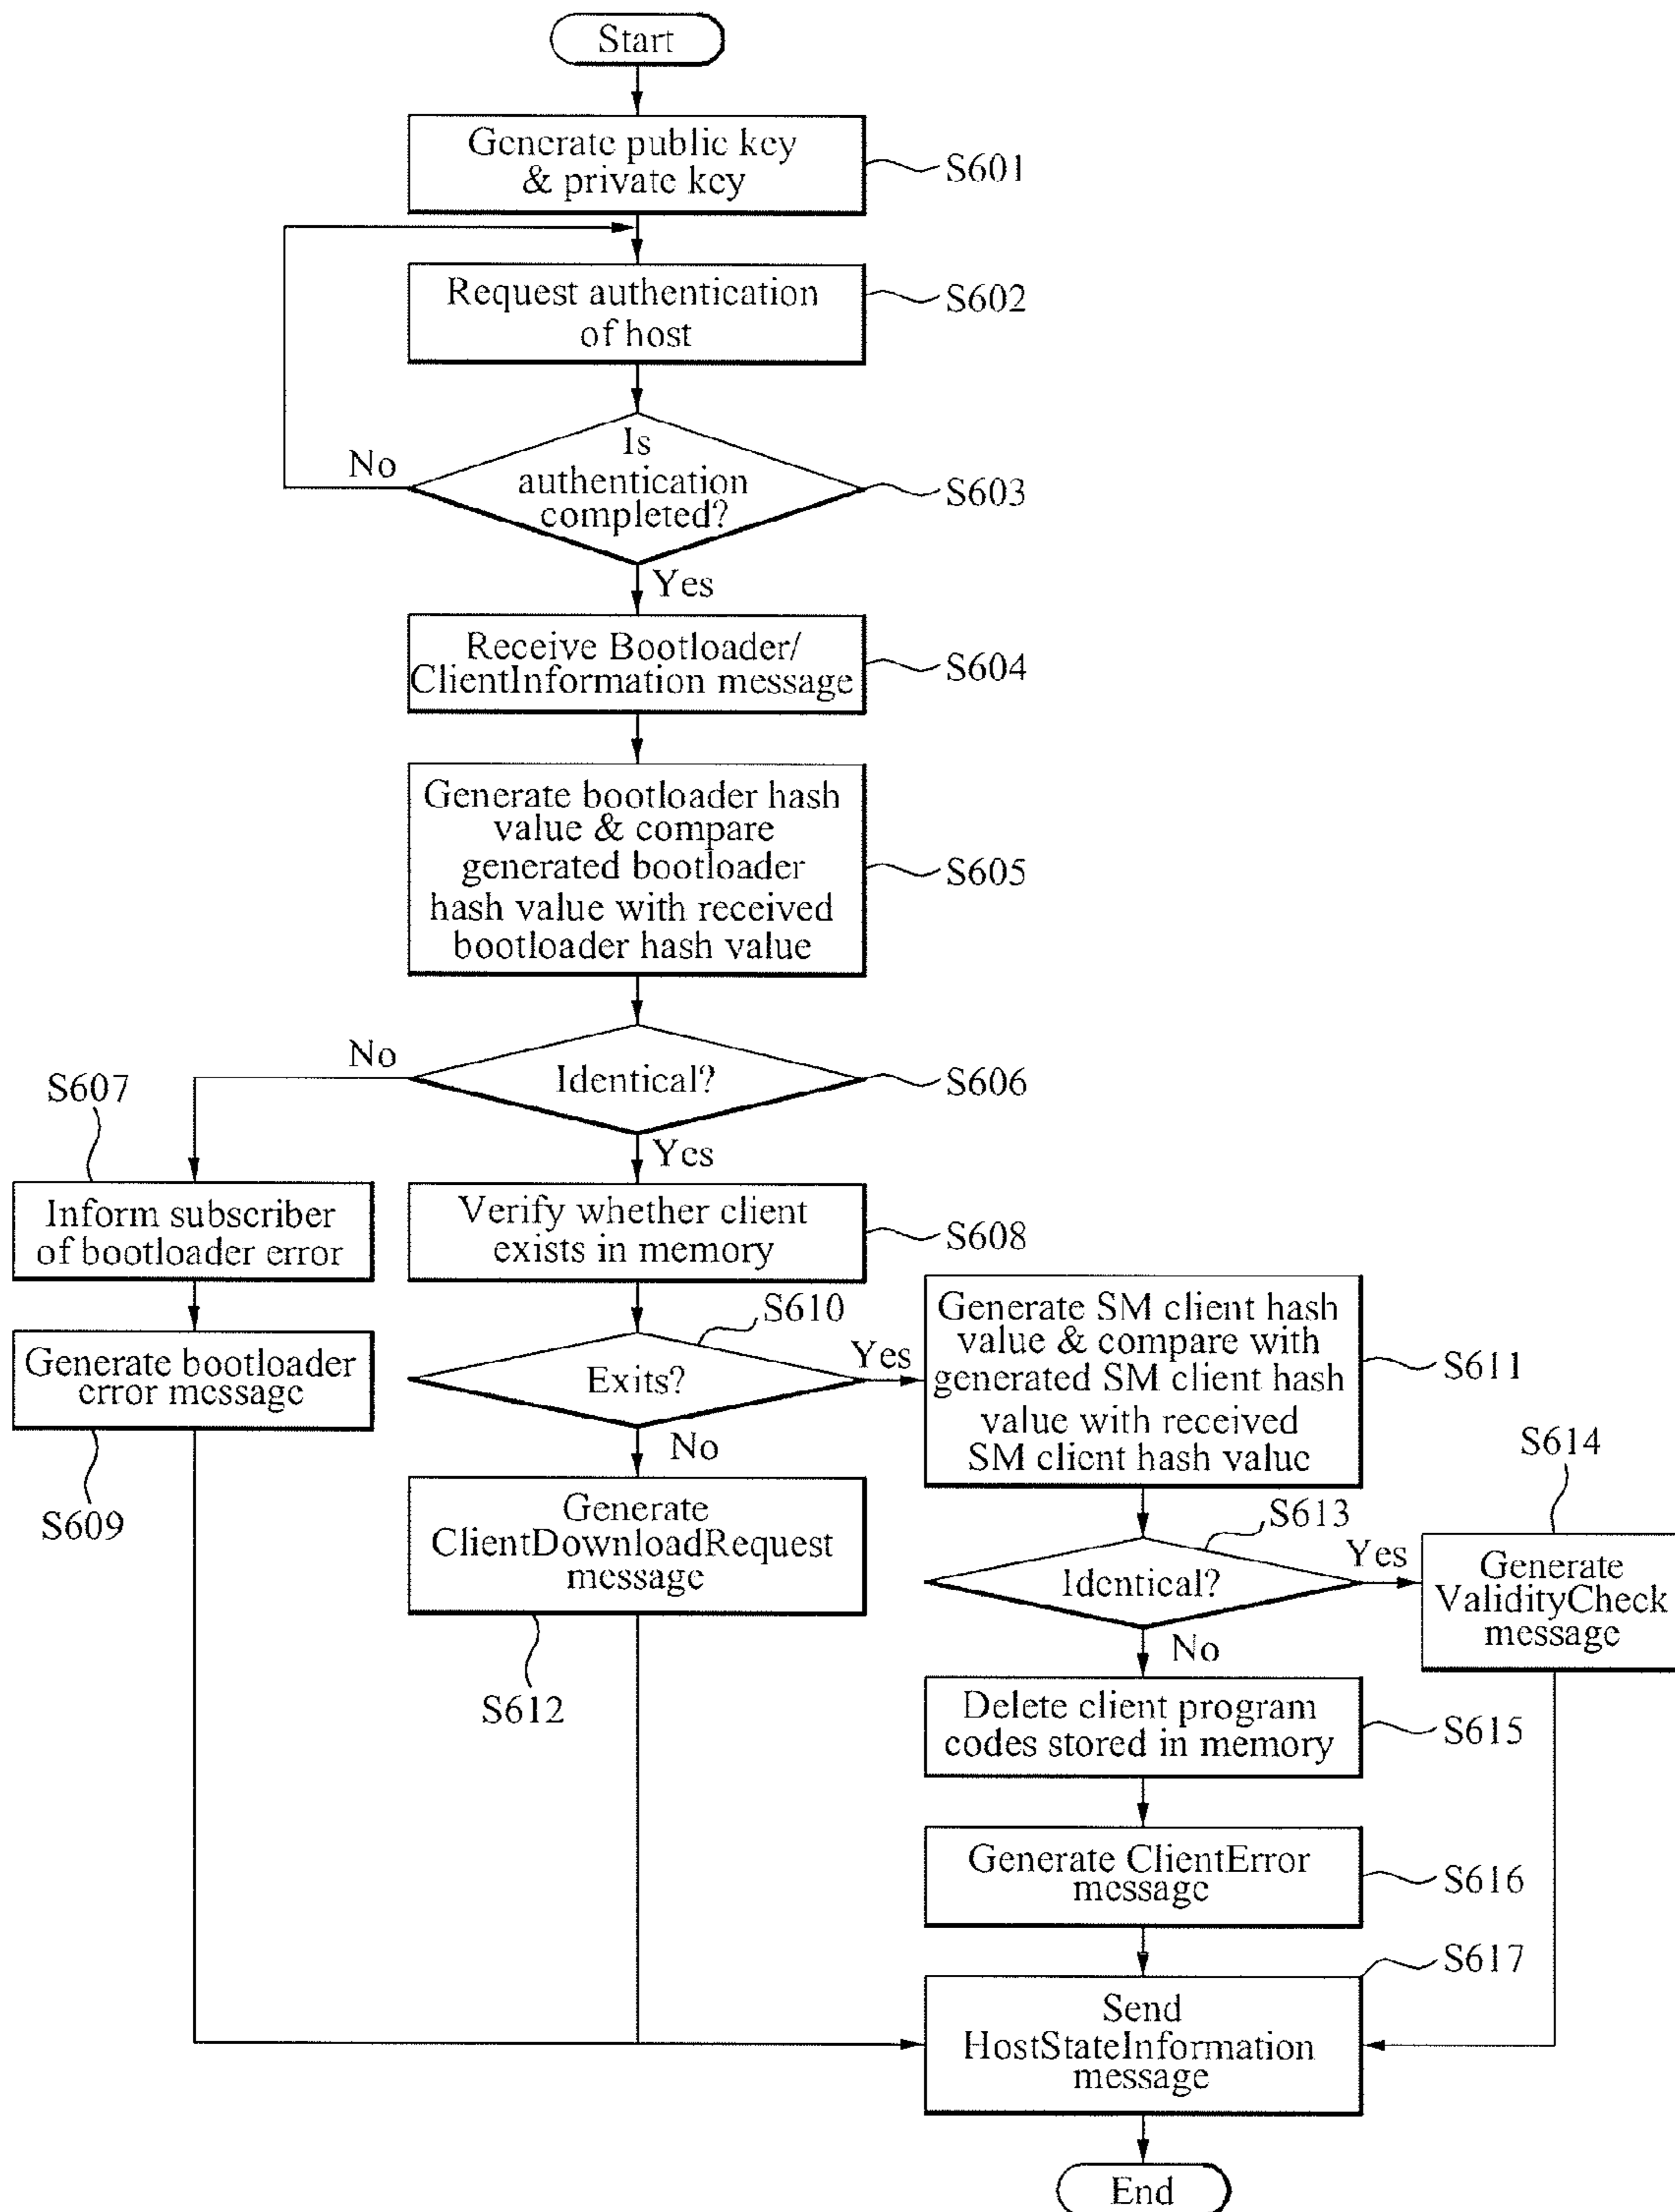 Start
Generate public key
& private key
S601
Request authentication
of host
S602
Is
authentication
completed?
No
S603
Yes
Receive Bootloader/
ClientInformation message
S604
Generate bootloader hash
value & compare
generated bootloader
hash value with received
bootloader hash value
S605
No
Identical?
S606
S607
Yes
Inform subscriber
of bootloader error
Verify whether client
exists in memory
S608
S610
Generate bootloader
error message
S609
Exits?
Yes
No
Generate SM client hash
value & compare with
generated SM client hash
value with received
SM client hash value
S611
Generate
ClientDownloadRequest
message
S612
S613
Identical?
Yes
S614
Generate
ValidityCheck
message
No
Delete client program
codes stored in memory
S615
Generate ClientError
message
S616
S617
Send
HostStateInformation
message
End